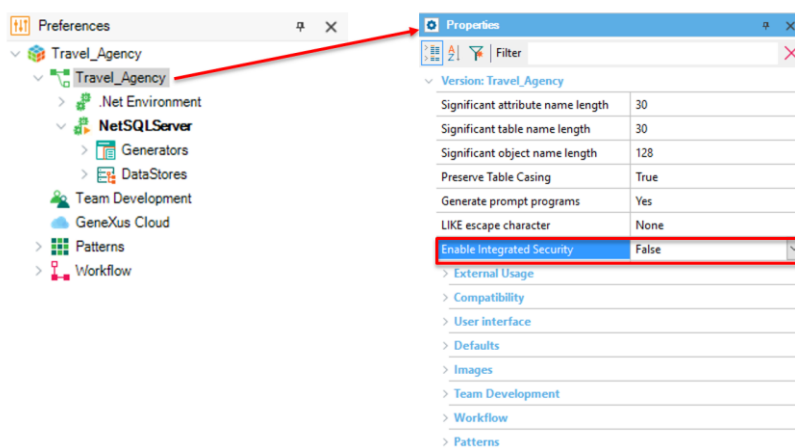 Preferences
Travel_Agency
Travel_Agency
.Net Environment
NetSQLServer
Generators
DataStores
Team Development
GeneXus Cloud
Patterns
Workflow
Properties
Filter
Version: Travel_Agency
Significant attribute name length 30
Significant table name length 30
Significant object name length 128
Preserve Table Casing True
Generate prompt programs Yes
LIKE escape character None
Enable Integrated Security False
External Usage
Compatibility
User interface
Defaults
Images
Team Development
Workflow
Patterns